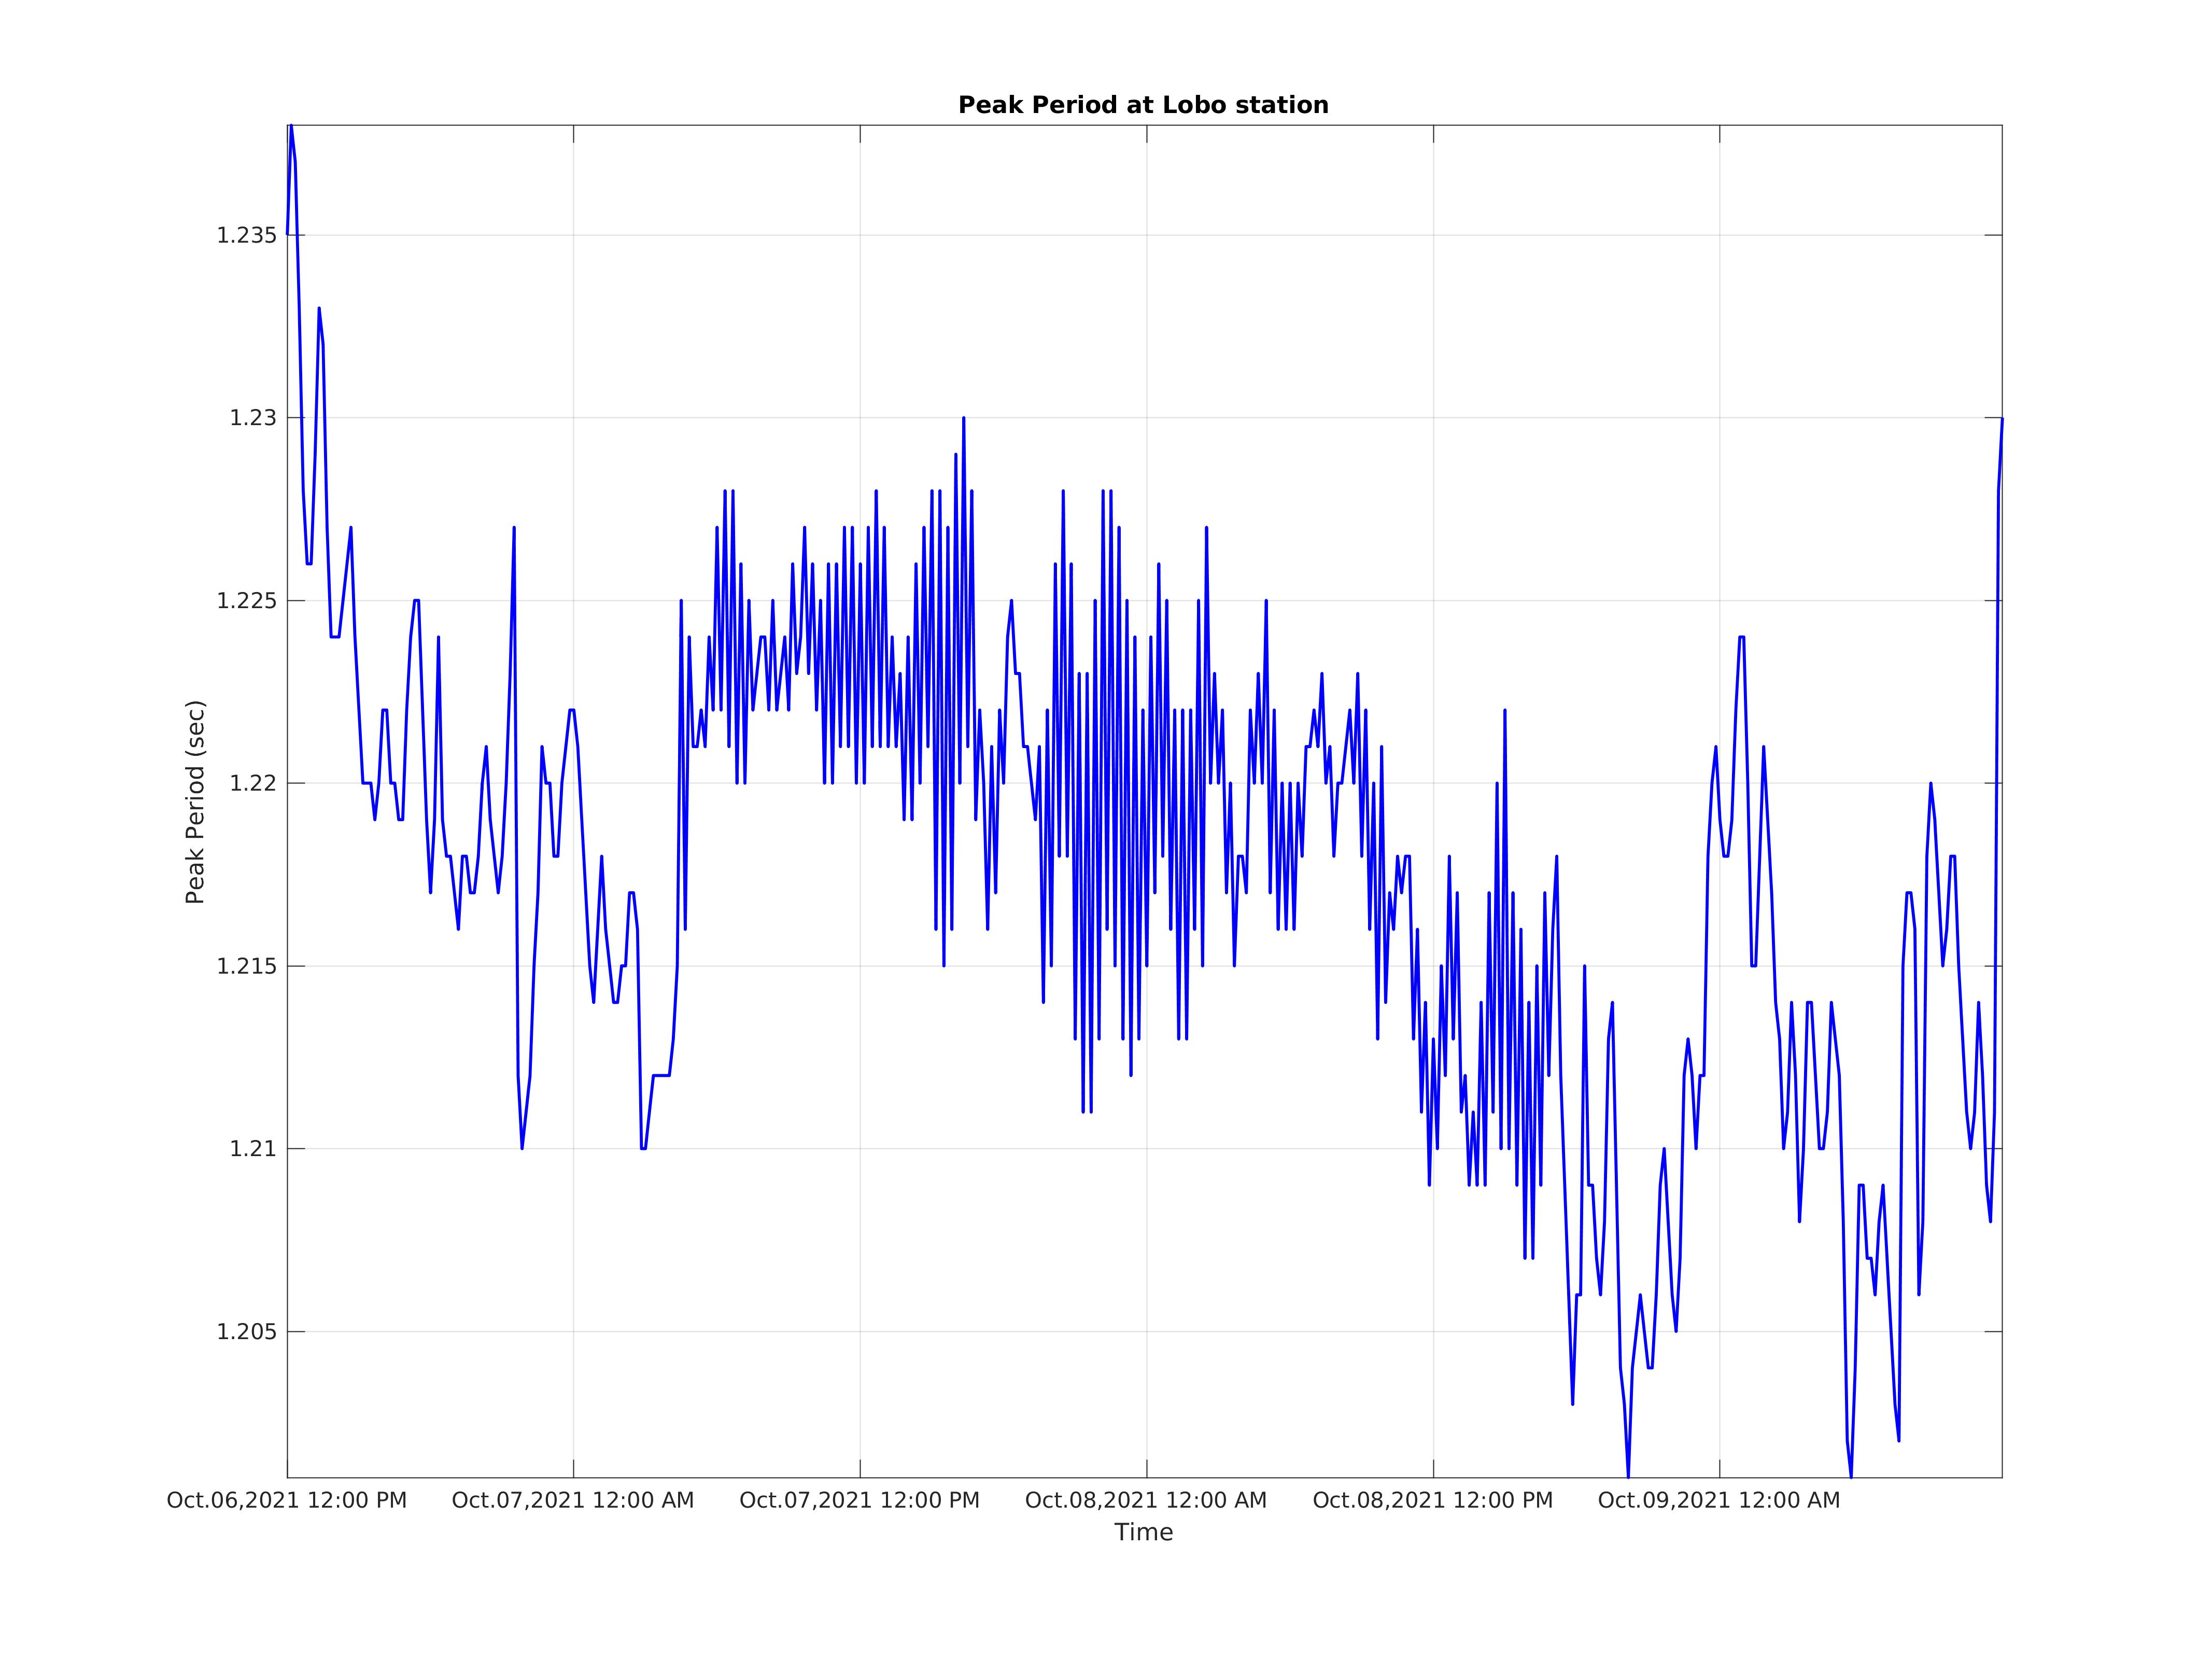 Peak Period at Lobo station
1.235
1.23
1.225
1.22
1.215
1.21
1.205
Peak Period (sec)
Oct.06,2021 12:00 PM Oct.07,2021 12:00 AM Oct.07,2021 12:00 PM Oct.08,2021 12:00 AM Oct.08,2021 12:00 PM Oct.09,2021 12:00 AM
Time